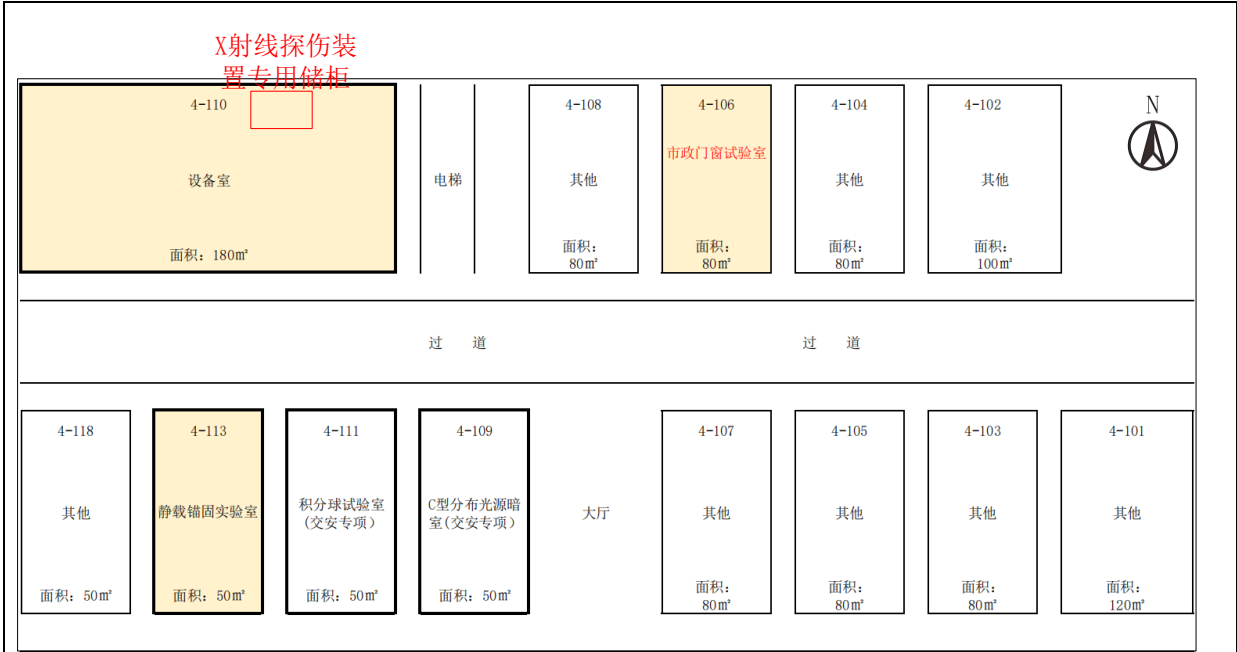 X射线探伤装
置专用储柜
4-110
设备室
面积：180㎡
电梯
4-108
其他
面积：
80㎡
4-106
市政门窗试验室
面积：
80㎡
4-104
其他
面积：
80㎡
4-102
其他
面积：
100㎡
N
过 道
过 道
4-118
其他
面积：50㎡
4-113
静载锚固实验室
面积：50㎡
4-111
积分球试验室
(交安专项）
面积：50㎡
4-109
C型分布光源暗
室(交安专项）
面积：50㎡
大厅
4-107
其他
面积：
80㎡
4-105
其他
面积：
80㎡
4-103
其他
面积：
80㎡
4-101
其他
面积：
120㎡